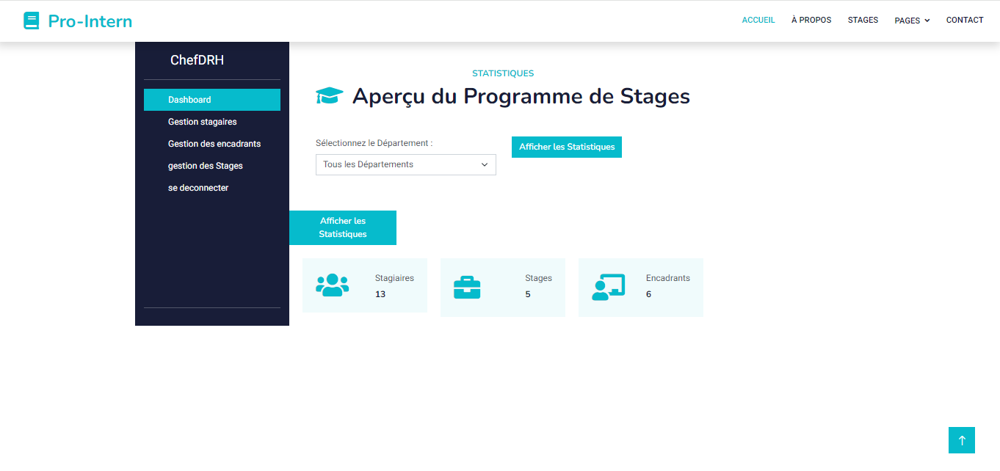 Pro-Intern
ACCUEIL
À PROPOS
STAGES
PAGES
CONTACT
ChefDRH
Dashboard
Gestion stagaires
Gestion des encadrants
gestion des Stages
se deconnecter
STATISTIQUES
Aperçu du Programme de Stages
Sélectionnez le Département :
Tous les Départements
Afficher les Statistiques
Afficher les
Statistiques
Stagiaires
13
Stages
5
Encadrants
6